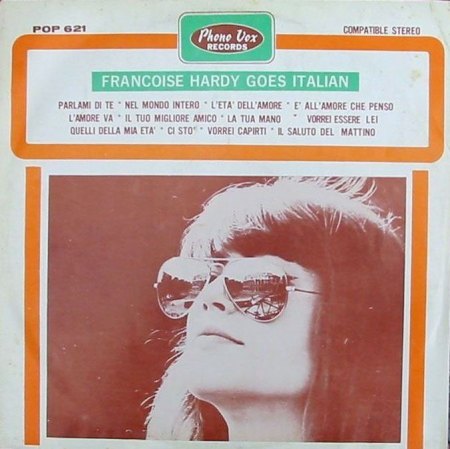 POP 621
Phono Vox
RECORDS
COMPATIBLE STEREO
FRANCOISE HARDY GOES ITALIAN
PARLAMI DI TE * NEL MONDO INTERO * L'ETA' DELL'AMORE * E' ALL'AMORE CHE PENSO
L'AMORE VA * IL TUO MIGLIORE AMICO * LA TUA MANO * VORREI ESSERE LEI
QUELLI DELLA MIA ETA' * CI STO' * VORREI CAPIRTI * IL SALUTO DEL MATTINO